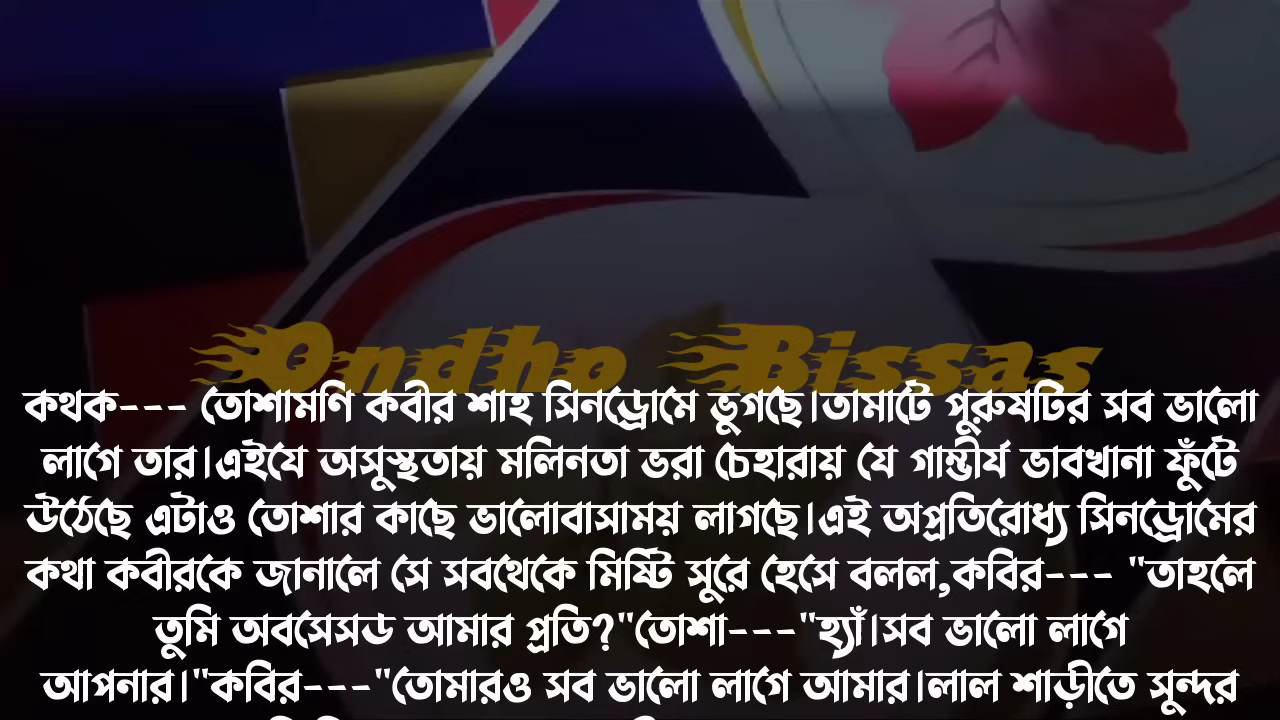 Ondho Bissas
কথক--- তোশামণি কবীর শাহ সিনড্রোমে ভুগছে।তামাটে পুরুষটির সব ভালো
লাগে তার।এইযে অসুস্থতায় মলিনতা ভরা চেহারায় যে গাম্ভীর্য ভাবখানা ফুঁটে
উঠেছে এটাও তোশার কাছে ভালোবাসাময় লাগছে।এই অপ্রতিরোধ্য সিনড্রোমের
কথা কবীরকে জানালে সে সবথেকে মিষ্টি সুরে হেসে বলল,কবির--- "তাহলে
তুমি অবসেসড আমার প্রতি?"তোশা---"হ্যাঁ।সব ভালো লাগে
আপনার।"কবির---"তোমারও সব ভালো লাগে আমার।লাল শাড়ীতে সুন্দর